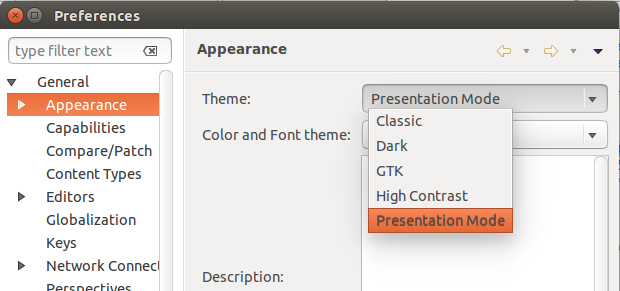 Preferences
type filter text
General
Appearance
Capabilities
Compare/Patch
Content Types
Editors
Globalization
Keys
Network Connect
Perspectives
Appearance
Theme:
Presentation Mode
Classic
Dark
GTK
High Contrast
Presentation Mode
Color and Font theme:
Description: